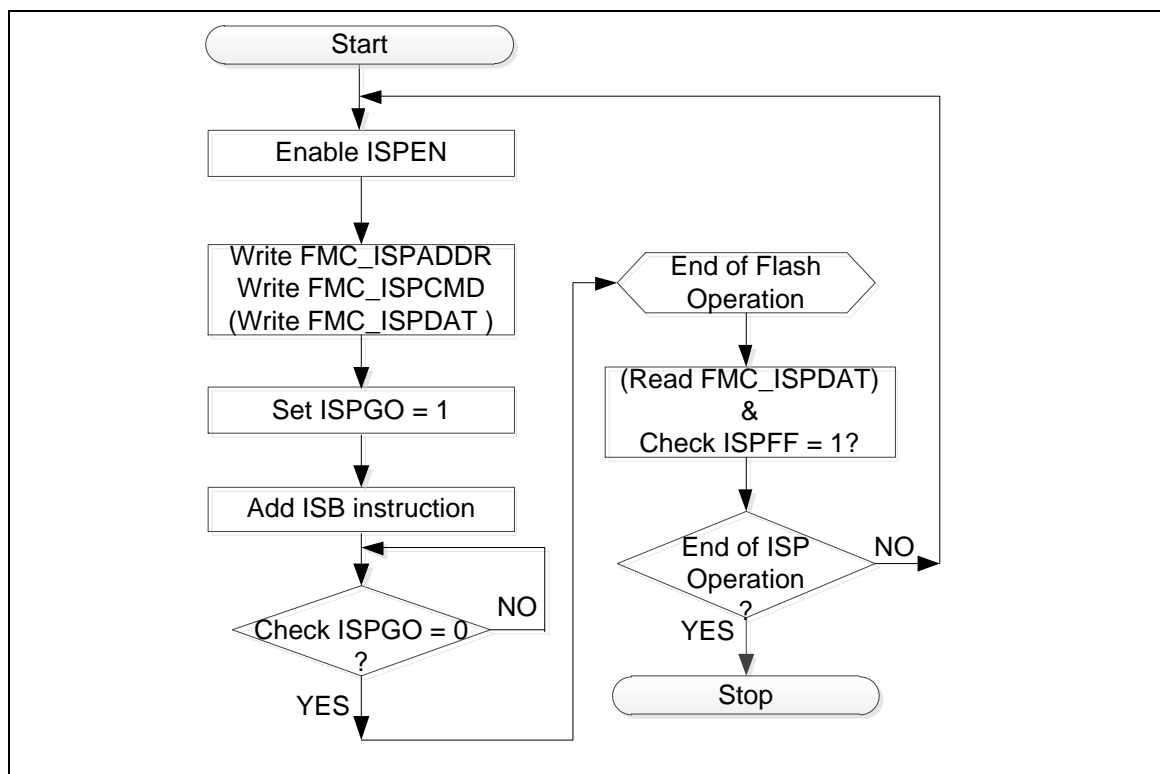 Start
Enable ISPEN
Write FMC_ISPADDR
Write FMC_ISPCMD
(Write FMC_ISPDAT )
Set ISPGO = 1
Add ISB instruction
Check ISPGO = 0
?
NO
YES
End of Flash
Operation
(Read FMC_ISPDAT)
&
Check ISPFF = 1?
End of ISP
Operation
?
NO
YES
Stop